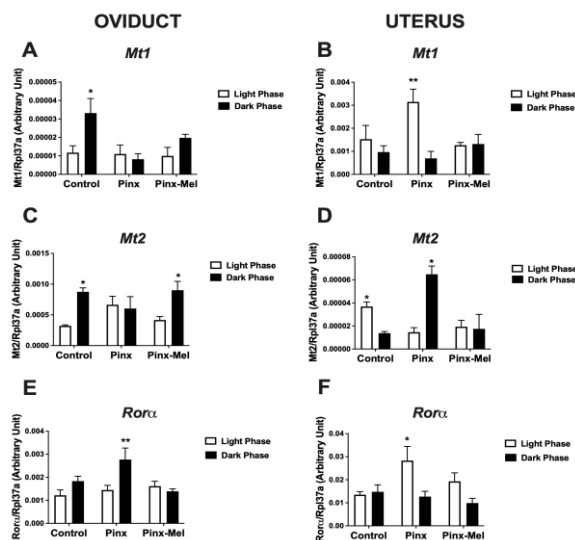 OVIDUCT
UTERUS
A
Mt1
Mt1/Rpl37a (Arbitrary Unit)
0.00005
0.00004
0.00003
0.00002
0.00001
0.00000
*
Light Phase
Dark Phase
Control Pinx Pinx-Mel
B
Mt1
Mt1/Rpl37a (Arbitrary Unit)
0.004
0.003
0.002
0.001
0.000
**
Light Phase
Dark Phase
Control Pinx Pinx-Mel
C
Mt2
Mt2/Rpl37a (Arbitrary Unit)
0.0015
0.0010
0.0005
0.0000
* *
Light Phase
Dark Phase
Control Pinx Pinx-Mel
D
Mt2
Mt2/Rpl37a (Arbitrary Unit)
0.00008
0.00006
0.00004
0.00002
0.00000
* *
Light Phase
Dark Phase
Control Pinx Pinx-Mel
E
Rorα
Rorα/Rpl37a (Arbitrary Unit)
0.004
0.003
0.002
0.001
0.000
**
Light Phase
Dark Phase
Control Pinx Pinx-Mel
F
Rorα
Rorα/Rpl37a (Arbitrary Unit)
0.04
0.03
0.02
0.01
0.00
*
Light Phase
Dark Phase
Control Pinx Pinx-Mel